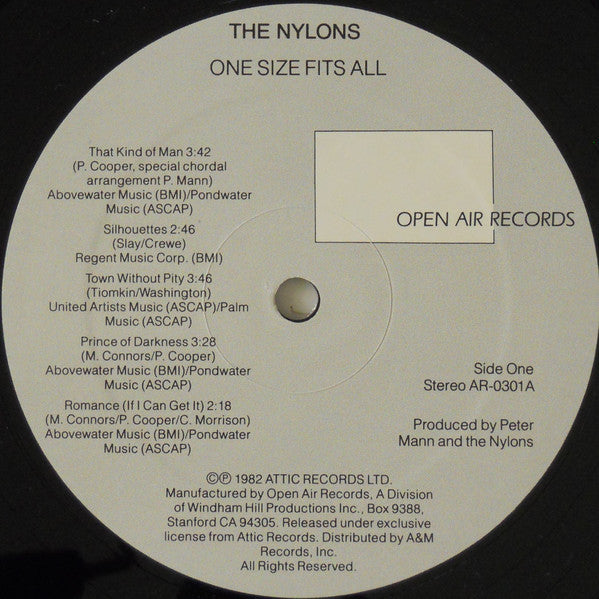 THE NYLONS
ONE SIZE FITS ALL
That Kind of Man 3:42
(P. Cooper, special chordal
arrangement P. Mann)
Abovewater Music (BMI)/Pondwater
Music (ASCAP)
Silhouettes 2:46
(Slay/Crewe)
Regent Music Corp. (BMI)
Town Without Pity 3:46
(Tiomkin/Washington)
United Artists Music (ASCAP)/Palm
Music (ASCAP)
Prince of Darkness 3:28
(M. Connors/P. Cooper)
Abovewater Music (BMI)/Pondwater
Music (ASCAP)
Romance (If I Can Get It) 2:18
(M. Connors/P. Cooper/C. Morrison)
Abovewater Music (BMI)/Pondwater
Music (ASCAP)
OPEN AIR RECORDS
Side One
Stereo AR-0301A
Produced by Peter
Mann and the Nylons
©℗ 1982 ATTIC RECORDS LTD.
Manufactured by Open Air Records, A Division
of Windham Hill Productions Inc., Box 9388,
Stanford CA 94305. Released under exclusive
license from Attic Records. Distributed by A&M
Records, Inc.
All Rights Reserved.